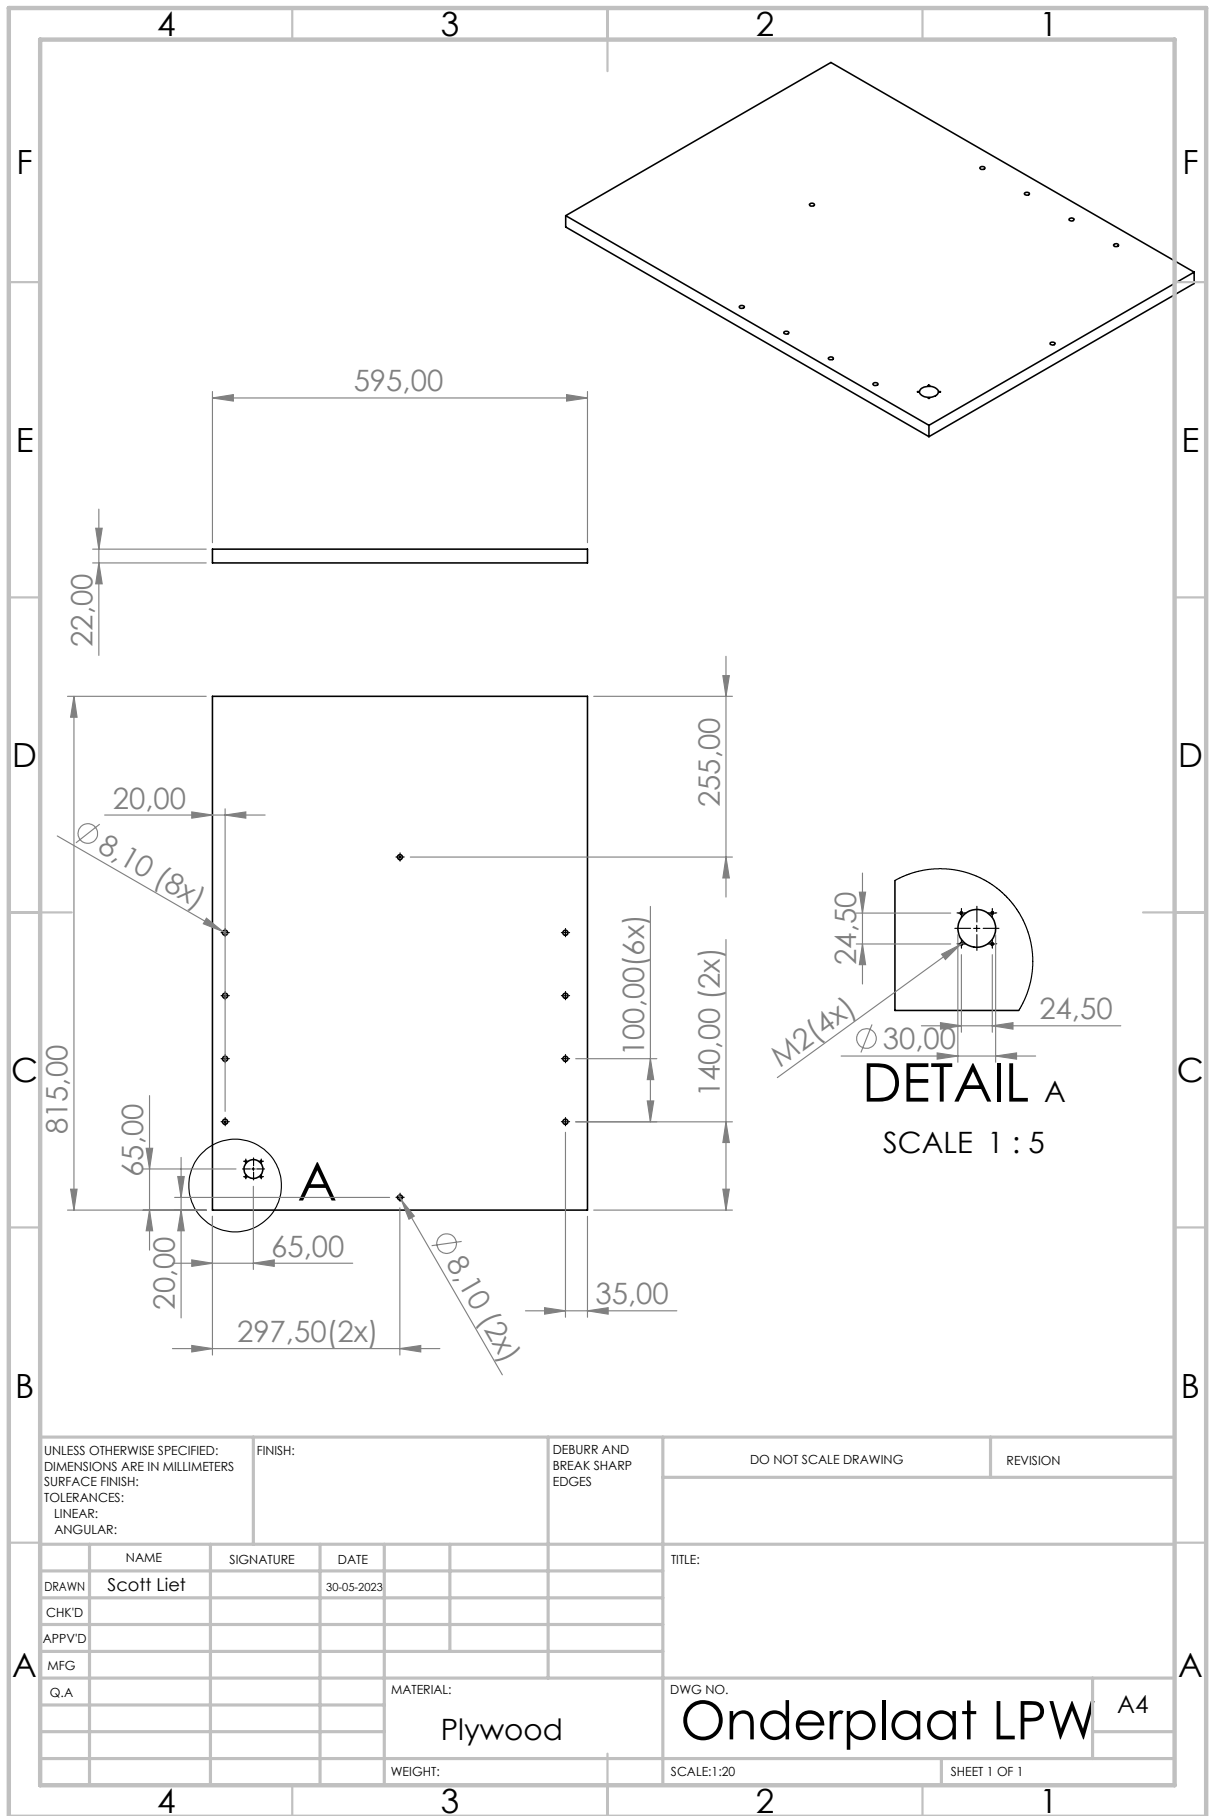 4 3 2 1
F F
595,00
E E
22,00
D D
255,00
20,00
⌀ 8,10 (8x)
24,50
100,00(6x)
140,00 (2x)
24,50
M2(4x)
⌀ 30,00
C C
815,00
DETAIL A
SCALE 1 : 5
65,00
A
65,00
20,00
⌀ 8,10 (2x)
35,00
297,50(2x)
B B
UNLESS OTHERWISE SPECIFIED:
DIMENSIONS ARE IN MILLIMETERS
SURFACE FINISH:
TOLERANCES:
LINEAR:
ANGULAR:
FINISH:
DEBURR AND
BREAK SHARP
EDGES
DO NOT SCALE DRAWING
REVISION
NAME SIGNATURE DATE
TITLE:
DRAWN Scott Liet 30-05-2023
CHK'D
APPV'D
MFG
A A
Q.A
MATERIAL:
Plywood
DWG NO.
Onderplaat LPW
A4
WEIGHT:
SCALE:1:20
SHEET 1 OF 1
4 3 2 1